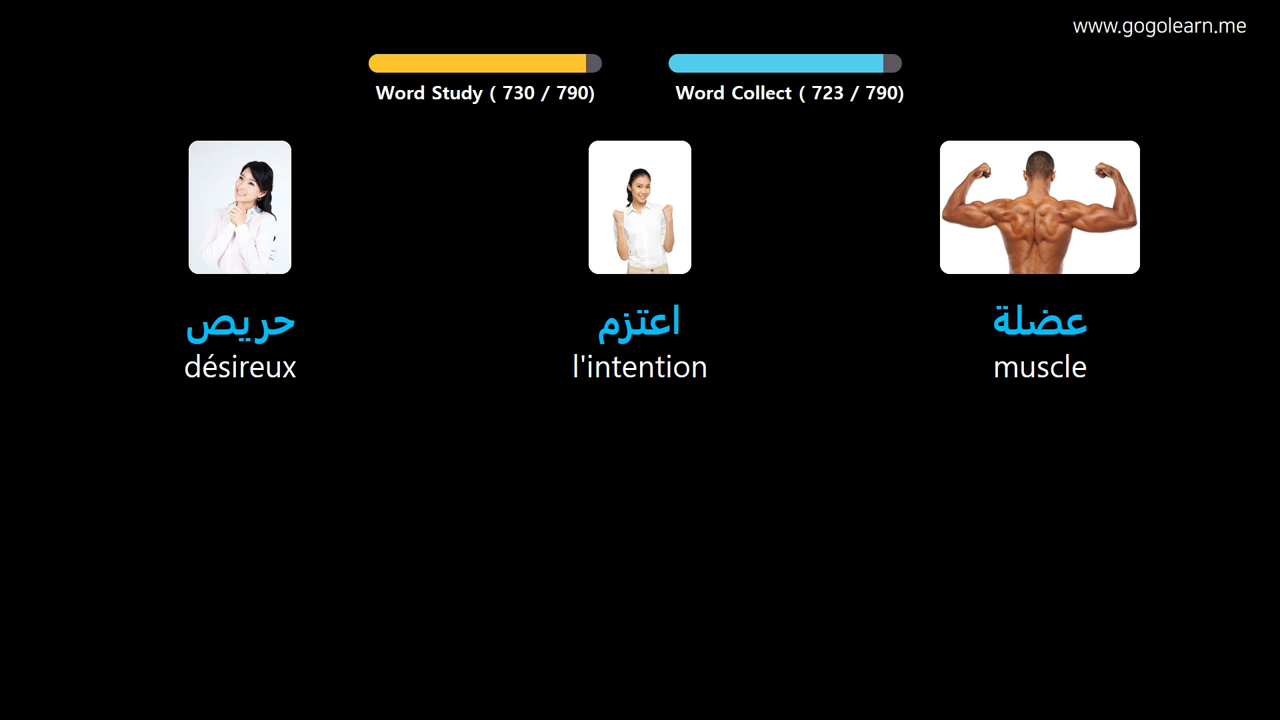 www.gogolearn.me
Word Study ( 730 / 790)
Word Collect ( 723 / 790)
حريص
اعتزم
عضلة
désireux
l'intention
muscle